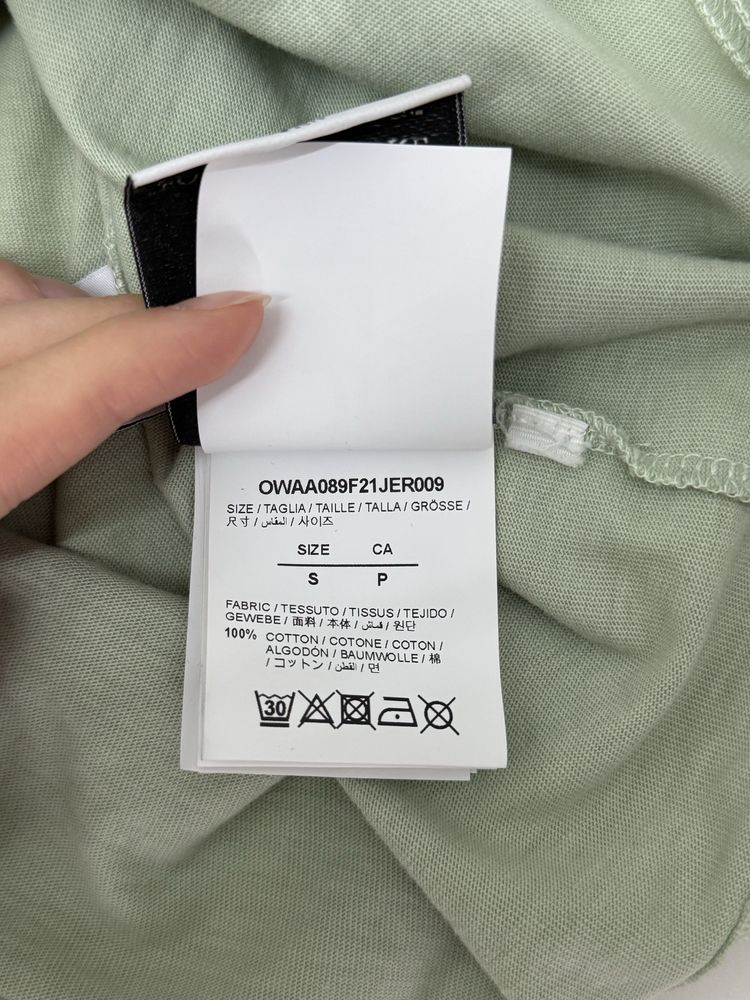 OWAA089F21JER009
SIZE / TAGLIA / TAILLE / TALLA / GRÖSSE /
尺寸 / المقاس / 사이즈
SIZE CA
S P
FABRIC / TESSUTO / TISSUS / TEJIDO /
GEWEBE / 面料 / 本体 / قماش / 원단
100% COTTON / COTONE / COTON /
ALGODÓN / BAUMWOLLE / 棉
/ コットン / القطن / 면
30